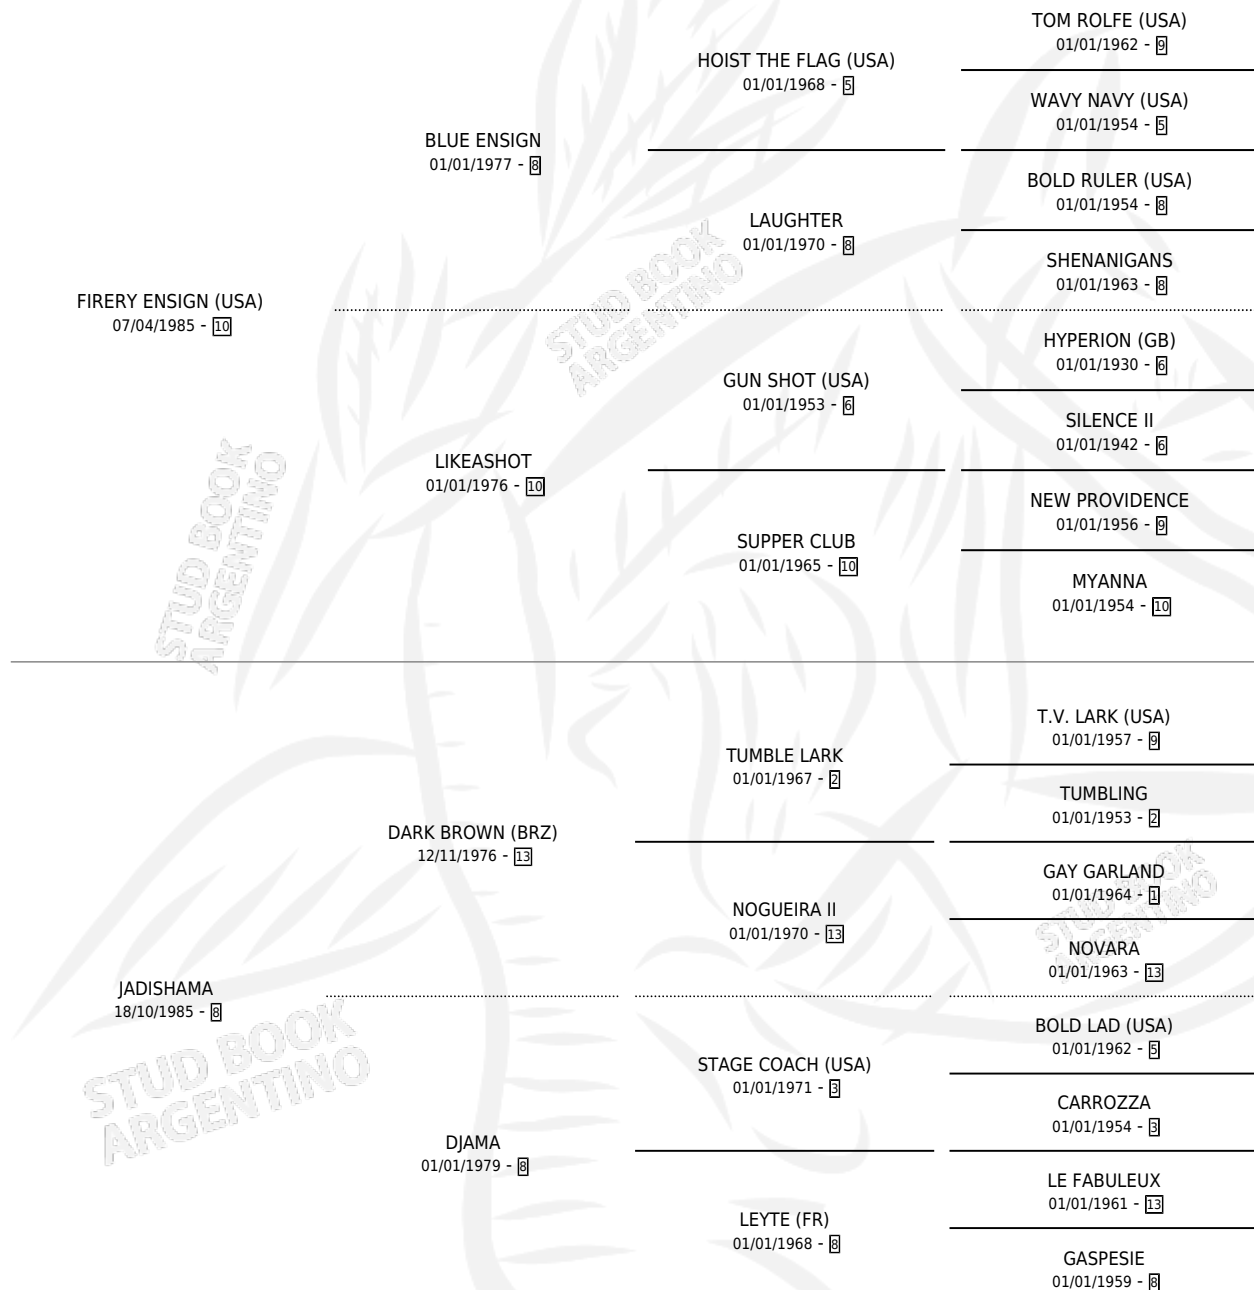 TOM ROLFE (USA)
01/01/1962 - 9
HOIST THE FLAG (USA)
01/01/1968 - 5
WAVY NAVY (USA)
01/01/1954 - 5
BLUE ENSIGN
01/01/1977 - 8
BOLD RULER (USA)
01/01/1954 - 8
LAUGHTER
01/01/1970 - 8
SHENANIGANS
01/01/1963 - 8
FIRERY ENSIGN (USA)
07/04/1985 - 10
HYPERION (GB)
01/01/1930 - 6
GUN SHOT (USA)
01/01/1953 - 6
SILENCE II
01/01/1942 - 6
LIKEASHOT
01/01/1976 - 10
NEW PROVIDENCE
01/01/1956 - 9
SUPPER CLUB
01/01/1965 - 10
MYANNA
01/01/1954 - 10
T.V. LARK (USA)
01/01/1957 - 9
TUMBLE LARK
01/01/1967 - 2
TUMBLING
01/01/1953 - 2
DARK BROWN (BRZ)
12/11/1976 - 13
GAY GARLAND
01/01/1964 - 1
NOGUEIRA II
01/01/1970 - 13
NOVARA
01/01/1963 - 13
JADISHAMA
18/10/1985 - 8
BOLD LAD (USA)
01/01/1962 - 5
STAGE COACH (USA)
01/01/1971 - 3
CARROZZA
01/01/1954 - 3
DJAMA
01/01/1979 - 8
LE FABULEUX
01/01/1961 - 13
LEYTE (FR)
01/01/1968 - 8
GASPESIE
01/01/1959 - 8
STUD BOOK
ARGENTINO
STUD BOOK
ARGENTINO
STUD BOOK
ARGENTINO
STUD BOOK
ARGENTINO